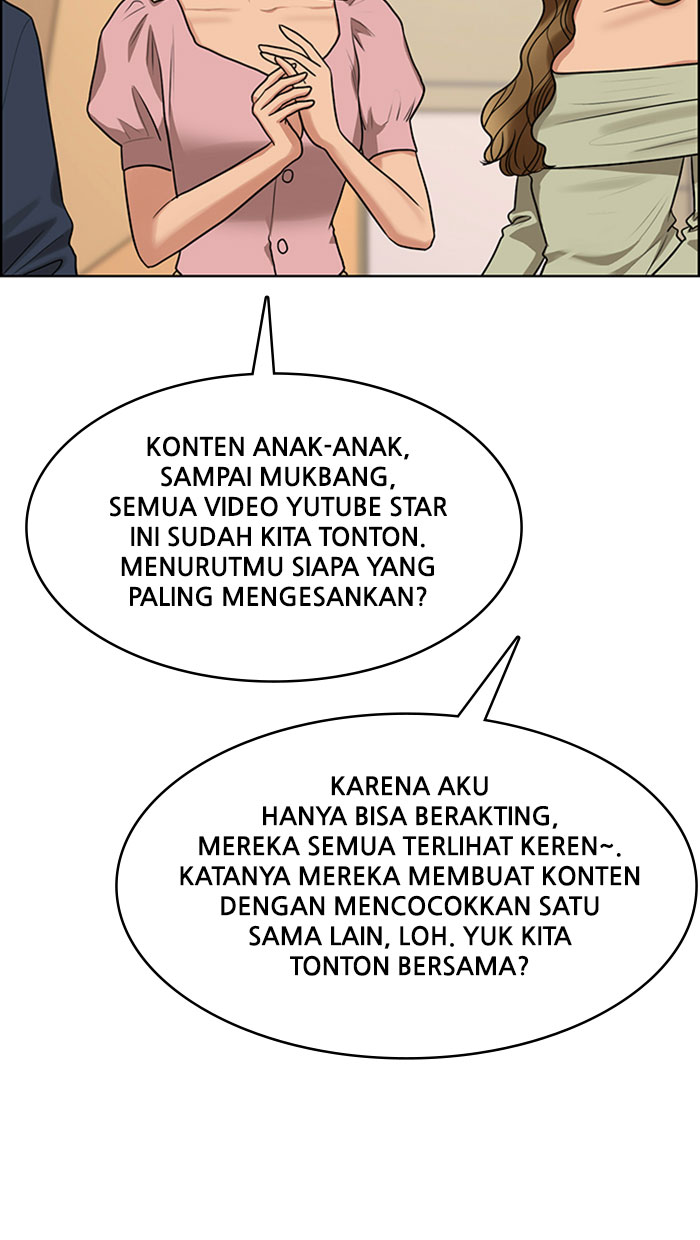 KONTEN ANAK-ANAK,
SAMPAI MUKBANG,
SEMUA VIDEO YUTUBE STAR
INI SUDAH KITA TONTON.
MENURUTMU SIAPA YANG
PALING MENGESANKAN?
KARENA AKU
HANYA BISA BERAKTING,
MEREKA SEMUA TERLIHAT KEREN~.
KATANYA MEREKA MEMBUAT KONTEN
DENGAN MENCOCOKKAN SATU
SAMA LAIN, LOH. YUK KITA
TONTON BERSAMA?